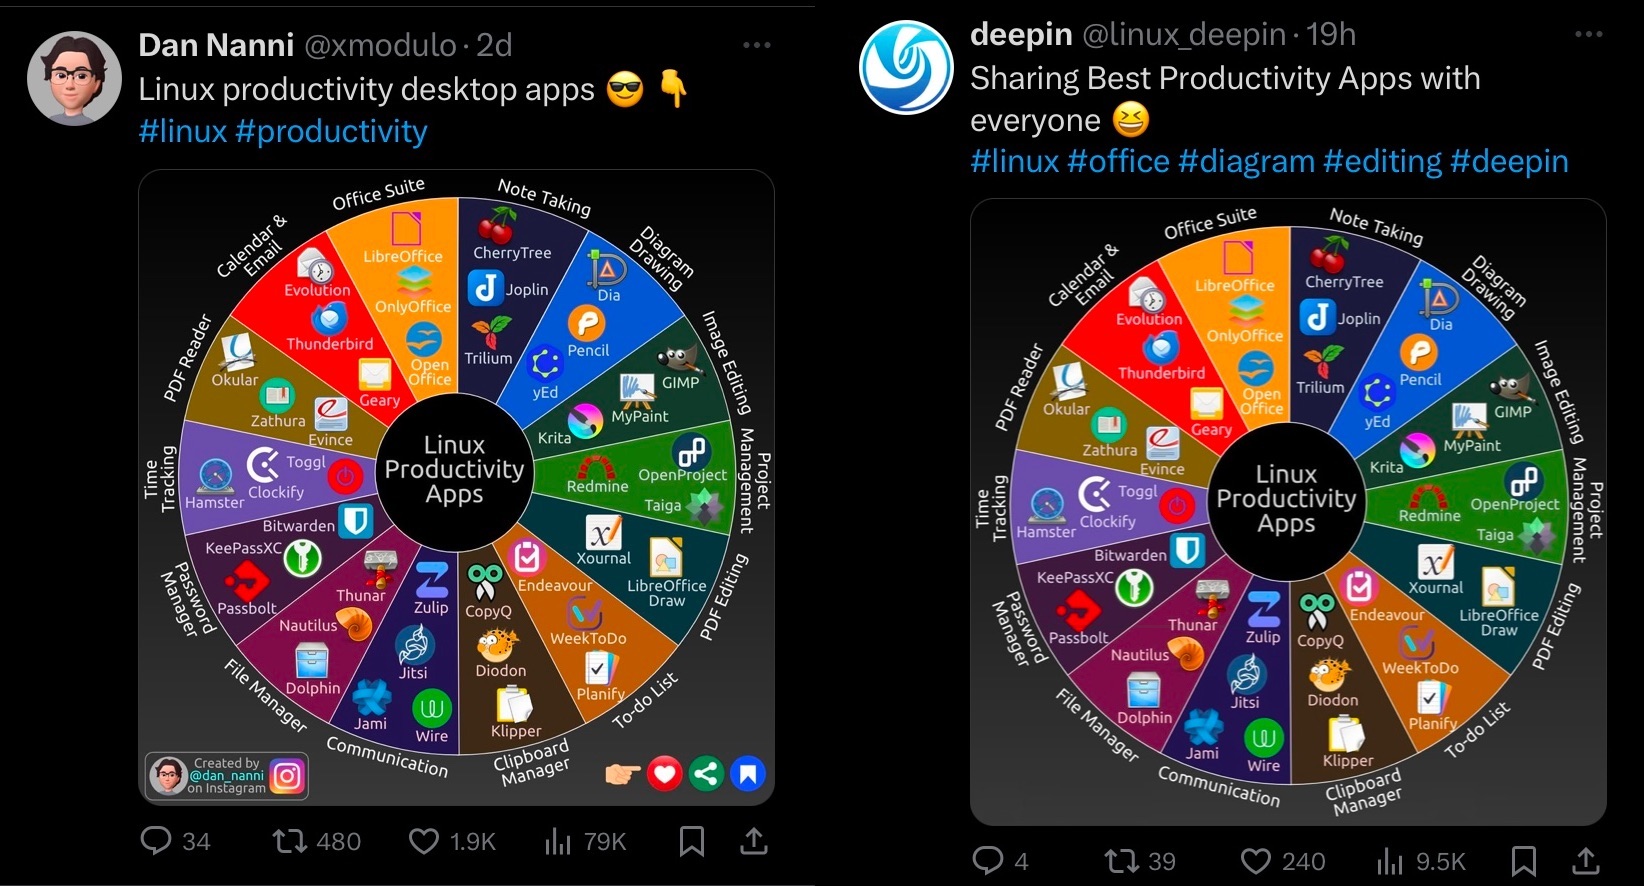 Dan Nanni @xmodulo · 2d
Linux productivity desktop apps 😎 👇
#linux #productivity
Office Suite
Note Taking
Calendar &
Email
Diagram
Drawing
PDF Reader
Image Editing
Time
Tracking
Project
Management
Password
Manager
PDF Editing
File Manager
To-do List
Communication
Clipboard
Manager
LibreOffice
OnlyOffice
Open
Office
CherryTree
Joplin
Trilium
Dia
Pencil
yEd
GIMP
MyPaint
Krita
OpenProject
Redmine
Taiga
Xournal
LibreOffice
Draw
Endeavour
WeekToDo
Planify
CopyQ
Diodon
Klipper
Zulip
Jitsi
Jami
Wire
Thunar
Nautilus
Dolphin
Bitwarden
KeePassXC
Passbolt
Toggl
Clockify
Hamster
Okular
Zathura
Evince
Evolution
Thunderbird
Geary
Linux
Productivity
Apps
Created by
@dan_nanni
on Instagram
34 480 1.9K 79K
deepin @linux_deepin · 19h
Sharing Best Productivity Apps with
everyone 😆
#linux #office #diagram #editing #deepin
Office Suite
Note Taking
Calendar &
Email
Diagram
Drawing
PDF Reader
Image Editing
Time
Tracking
Project
Management
Password
Manager
PDF Editing
File Manager
To-do List
Communication
Clipboard
Manager
LibreOffice
OnlyOffice
Open
Office
CherryTree
Joplin
Trilium
Dia
Pencil
yEd
GIMP
MyPaint
Krita
OpenProject
Redmine
Taiga
Xournal
LibreOffice
Draw
Endeavour
WeekToDo
Planify
CopyQ
Diodon
Klipper
Zulip
Jitsi
Jami
Wire
Thunar
Nautilus
Dolphin
Bitwarden
KeePassXC
Passbolt
Toggl
Clockify
Hamster
Okular
Zathura
Evince
Evolution
Thunderbird
Geary
Linux
Productivity
Apps
4 39 240 9.5K